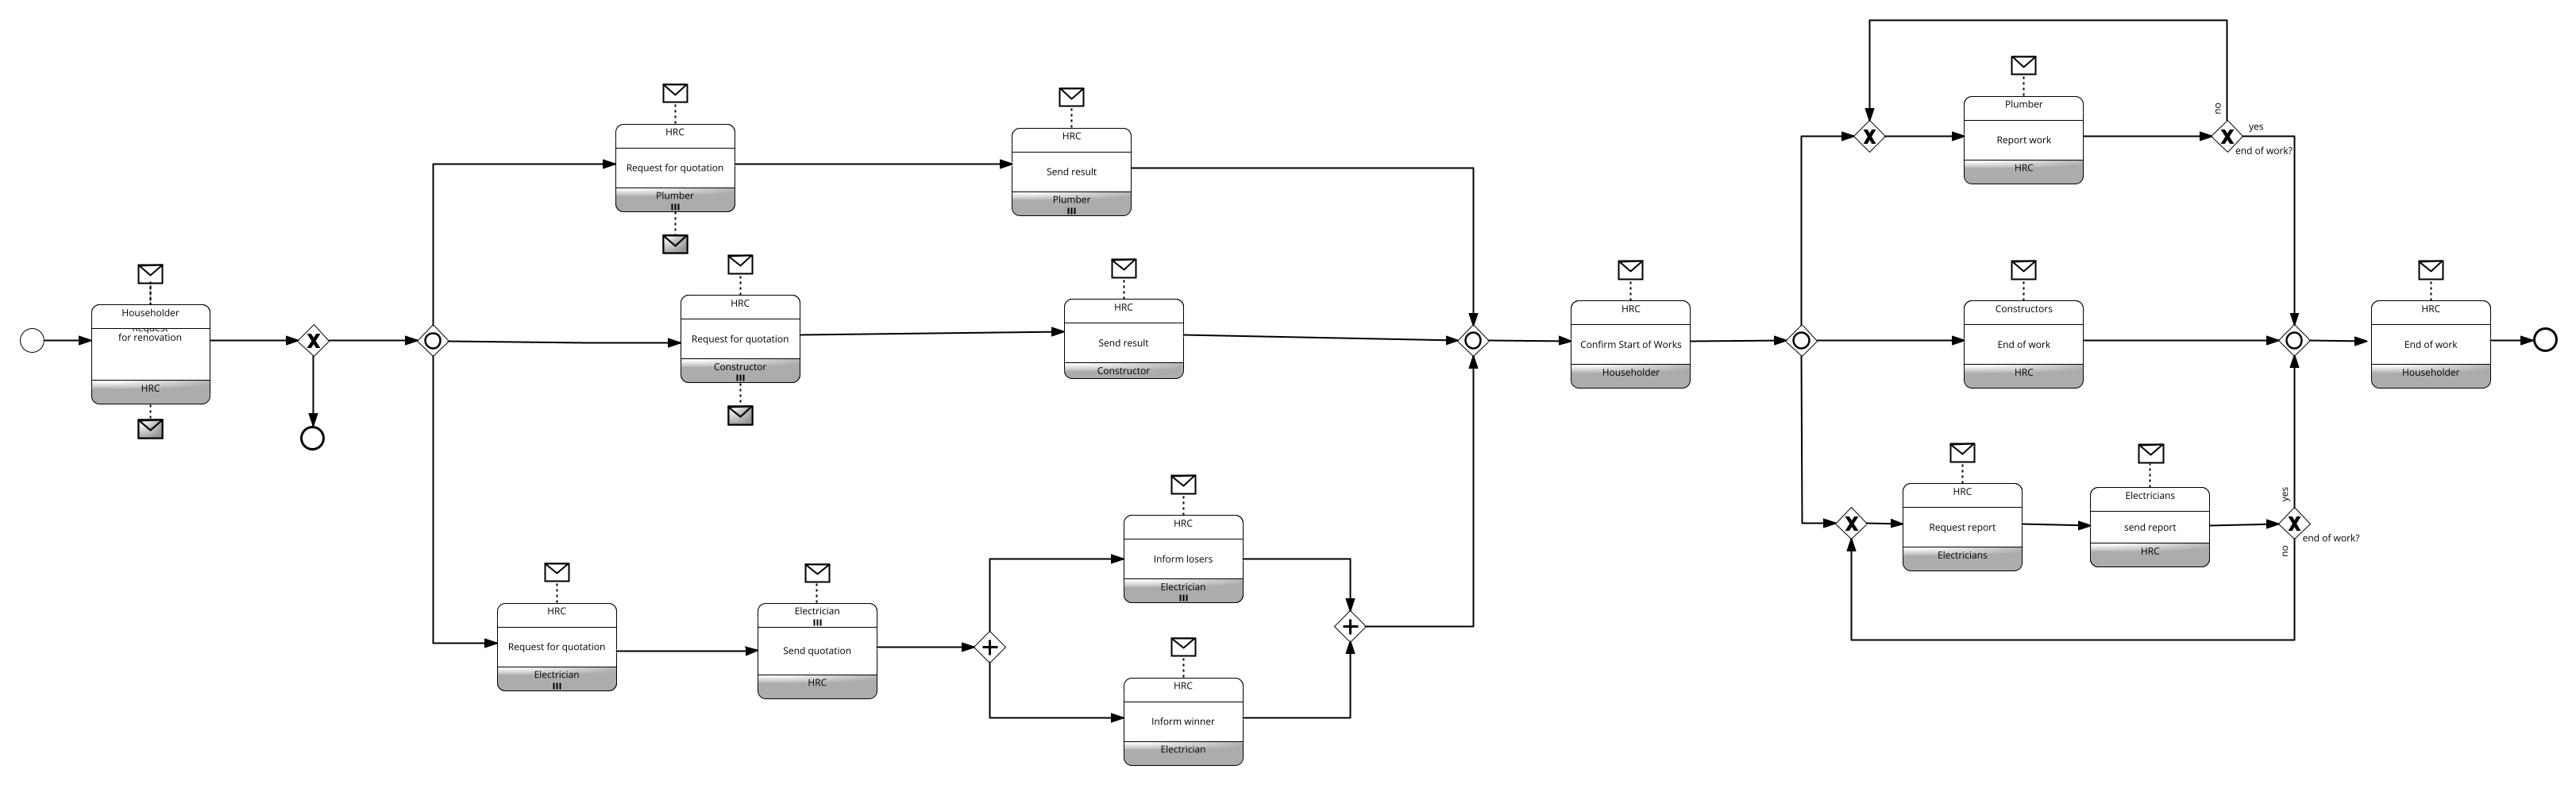 Householder
Request
for renovation
HRC
HRC
Request for quotation
Plumber
HRC
Send result
Plumber
HRC
Request for quotation
Constructor
HRC
Send result
Constructor
HRC
Request for quotation
Electrician
Electrician
Send quotation
HRC
HRC
Inform losers
Electrician
HRC
Inform winner
Electrician
HRC
Confirm Start of Works
Householder
Plumber
Report work
HRC
no
yes
end of work?
Constructors
End of work
HRC
HRC
Request report
Electricians
Electricians
send report
HRC
yes
end of work?
no
HRC
End of work
Householder